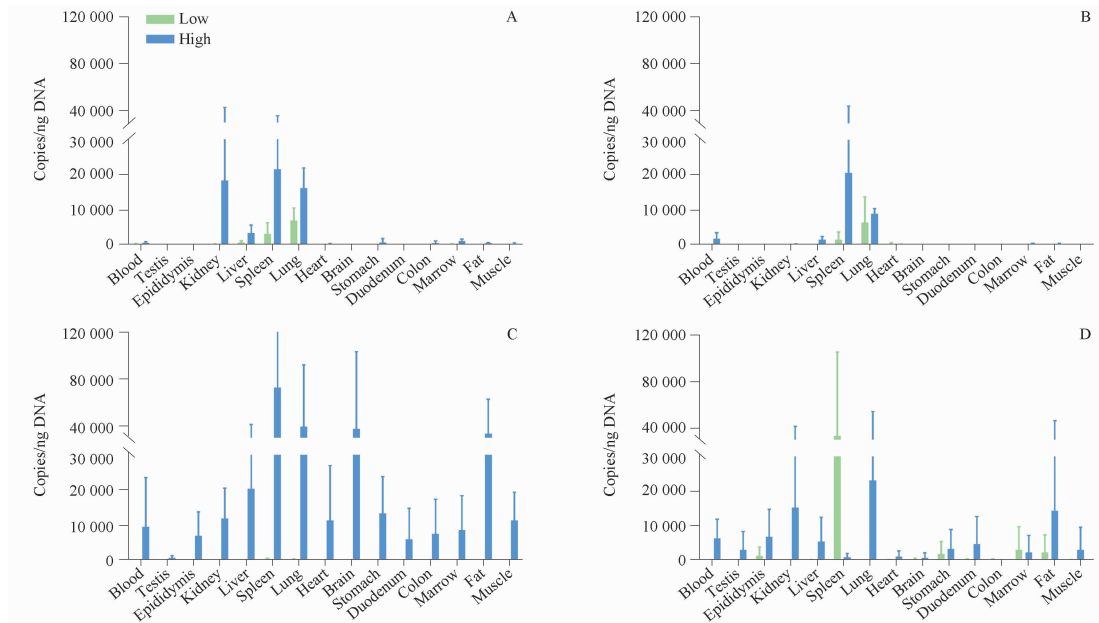 A
Low
High
Copies/ng DNA
120 000
80 000
40 000
30 000
20 000
10 000
0
Blood
Testis
Epididymis
Kidney
Liver
Spleen
Lung
Heart
Brain
Stomach
Duodenum
Colon
Marrow
Fat
Muscle
B
Copies/ng DNA
120 000
80 000
40 000
30 000
20 000
10 000
0
Blood
Testis
Epididymis
Kidney
Liver
Spleen
Lung
Heart
Brain
Stomach
Duodenum
Colon
Marrow
Fat
Muscle
C
Copies/ng DNA
120 000
80 000
40 000
30 000
20 000
10 000
0
Blood
Testis
Epididymis
Kidney
Liver
Spleen
Lung
Heart
Brain
Stomach
Duodenum
Colon
Marrow
Fat
Muscle
D
Copies/ng DNA
120 000
80 000
40 000
30 000
20 000
10 000
0
Blood
Testis
Epididymis
Kidney
Liver
Spleen
Lung
Heart
Brain
Stomach
Duodenum
Colon
Marrow
Fat
Muscle